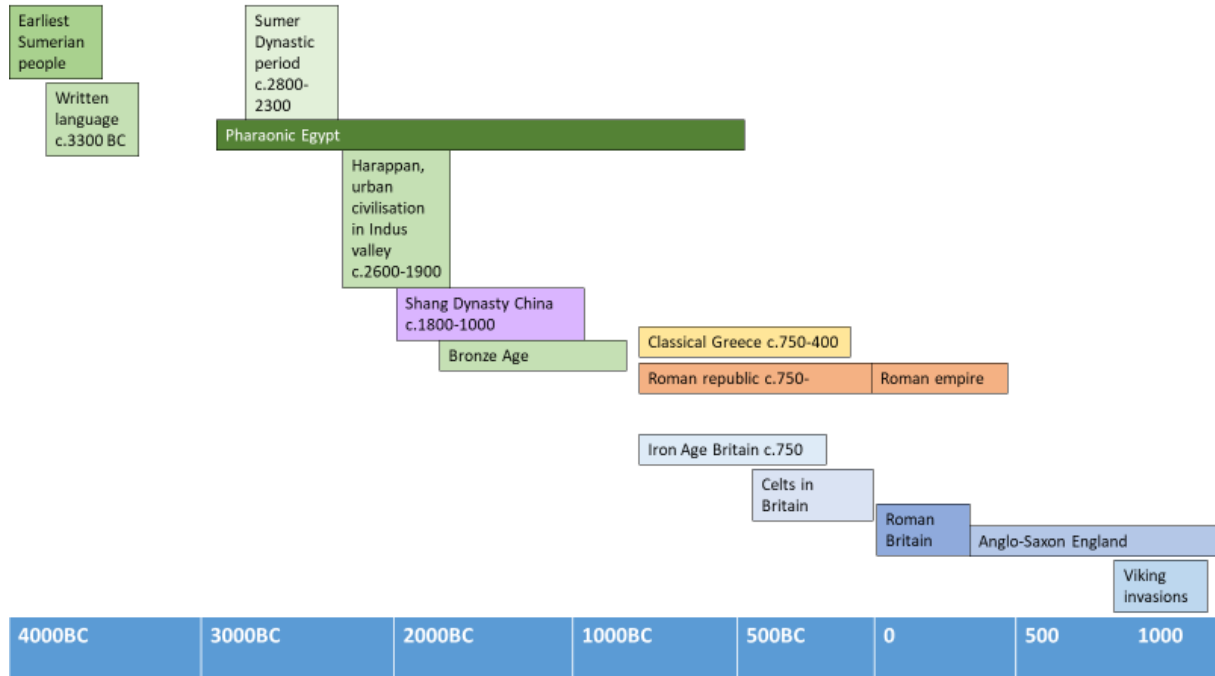 Earliest
Sumerian
people
Written
language
c.3300 BC
Sumer
Dynastic
period
c.2800-
2300
Pharaonic Egypt
Harappan,
urban
civilisation
in Indus
valley
c.2600-1900
Shang Dynasty China
c.1800-1000
Bronze Age
Classical Greece c.750-400
Roman republic c.750-
Roman empire
Iron Age Britain c.750
Celts in
Britain
Roman
Britain
Anglo-Saxon England
Viking
invasions
4000BC
3000BC
2000BC
1000BC
500BC
0
500
1000